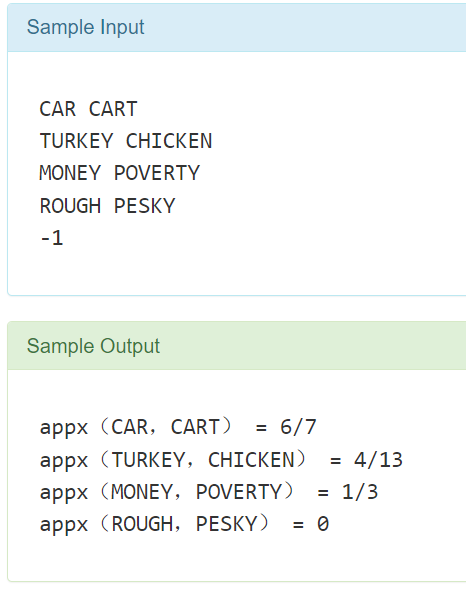 Sample Input
CAR CART
TURKEY CHICKEN
MONEY POVERTY
ROUGH PESKY
-1
Sample Output
appx（CAR，CART） = 6/7
appx（TURKEY，CHICKEN） = 4/13
appx（MONEY，POVERTY） = 1/3
appx（ROUGH，PESKY） = 0